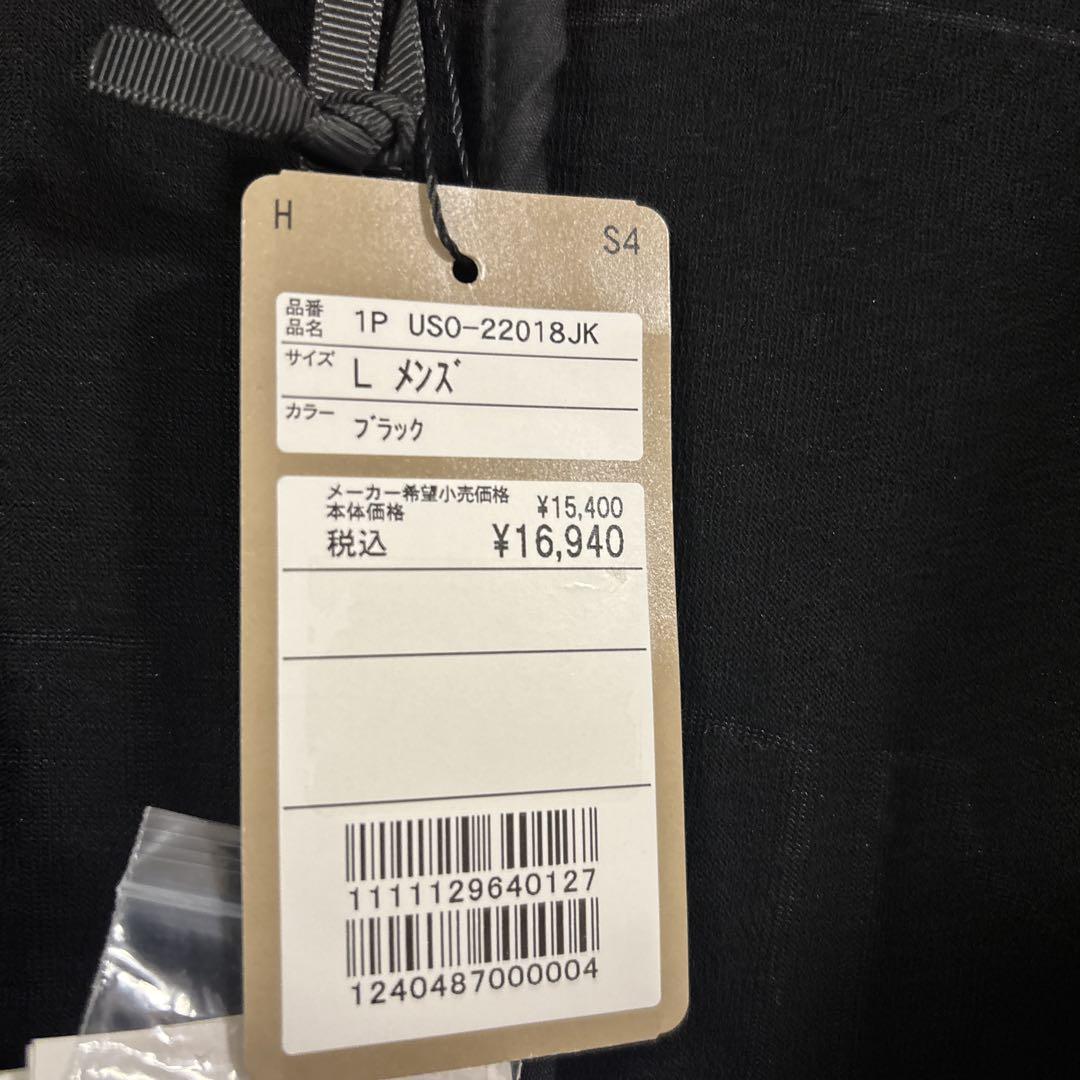 H
S4
品番
品名 1P USO-22018JK
サイズ L ﾒﾝｽﾞ
カラー ﾌﾞﾗｯｸ
メーカー希望小売価格
本体価格 ¥15,400
税込 ¥16,940
1111129640127
1240487000004